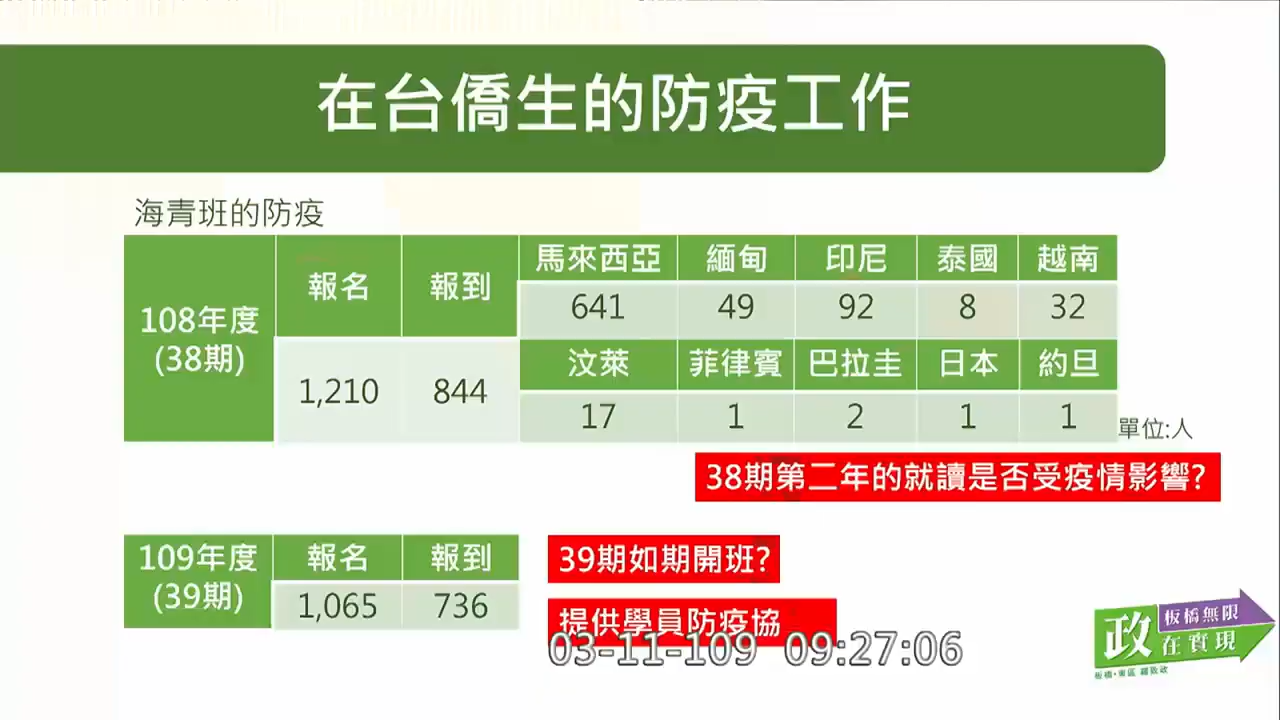 在台僑生的防疫工作
海青班的防疫
108年度
(38期)
報名 報到 馬來西亞 緬甸 印尼 泰國 越南
641 49 92 8 32
1,210 844 汶萊 菲律賓 巴拉圭 日本 約旦
17 1 2 1 1
單位:人
38期第二年的就讀是否受疫情影響?
109年度
(39期)
報名 報到
1,065 736
39期如期開班?
提供學員防疫協
03-11-109 09:27:06
政 板橋無限
在實現